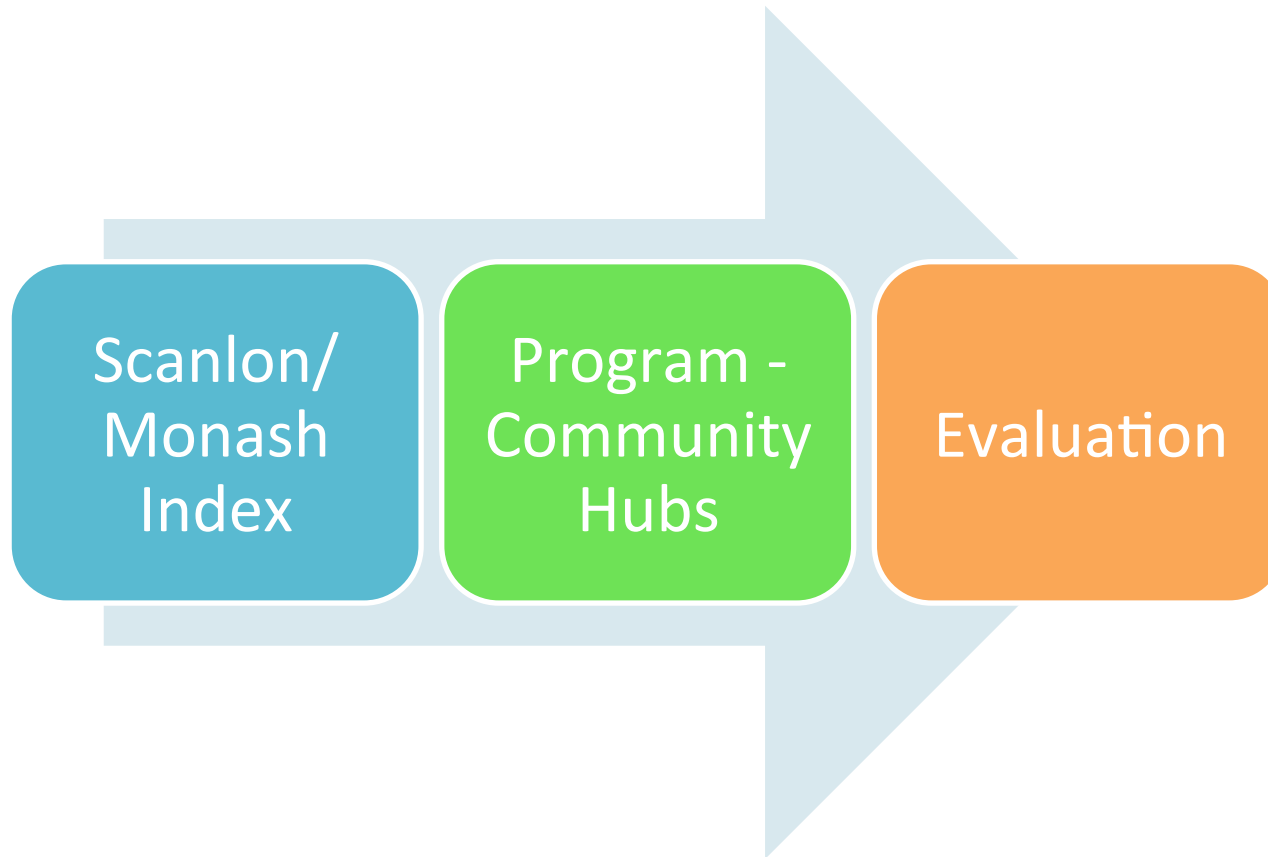 Scanlon/
Monash
Index
Program -
Community
Hubs
Evaluation